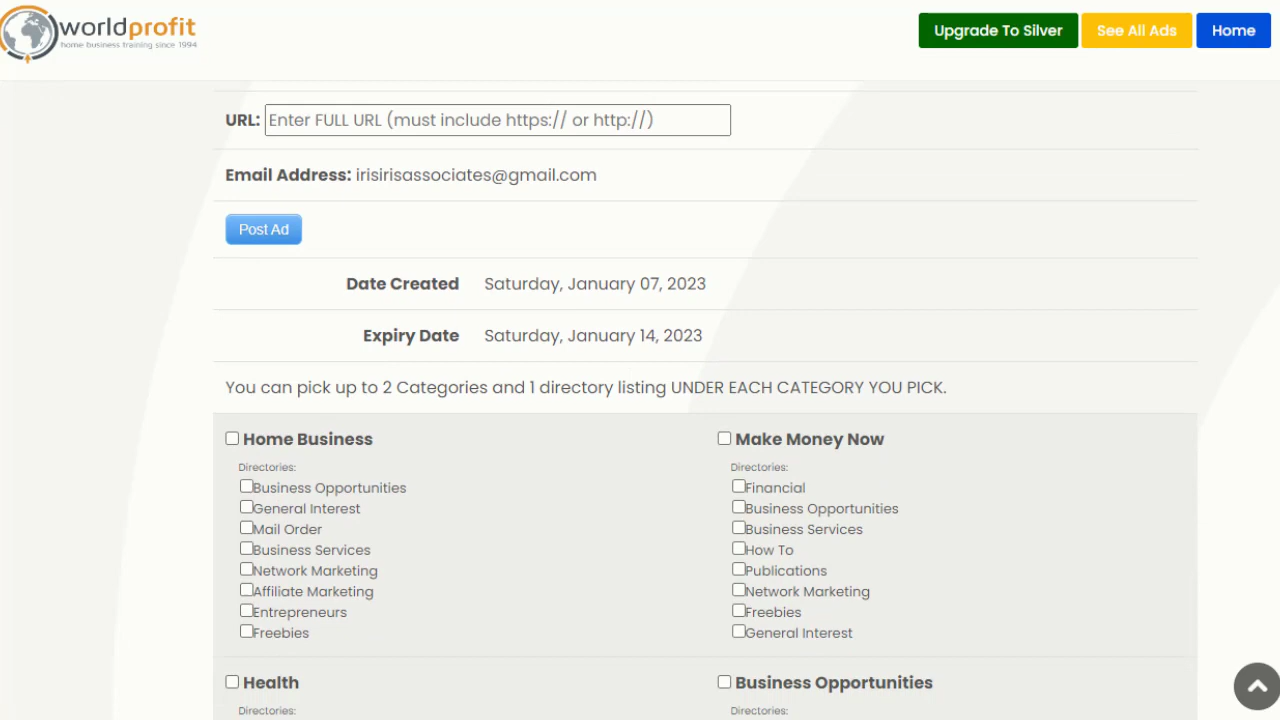 worldprofit
home business training since 1994
Upgrade To Silver
See All Ads
Home
URL: Enter FULL URL (must include https:// or http://)
Email Address: irisirisassociates@gmail.com
Post Ad
Date Created Saturday, January 07, 2023
Expiry Date Saturday, January 14, 2023
You can pick up to 2 Categories and 1 directory listing UNDER EACH CATEGORY YOU PICK.
Home Business
Directories:
Business Opportunities
General Interest
Mail Order
Business Services
Network Marketing
Affiliate Marketing
Entrepreneurs
Freebies
Make Money Now
Directories:
Financial
Business Opportunities
Business Services
How To
Publications
Network Marketing
Freebies
General Interest
Health
Directories:
Business Opportunities
Directories: